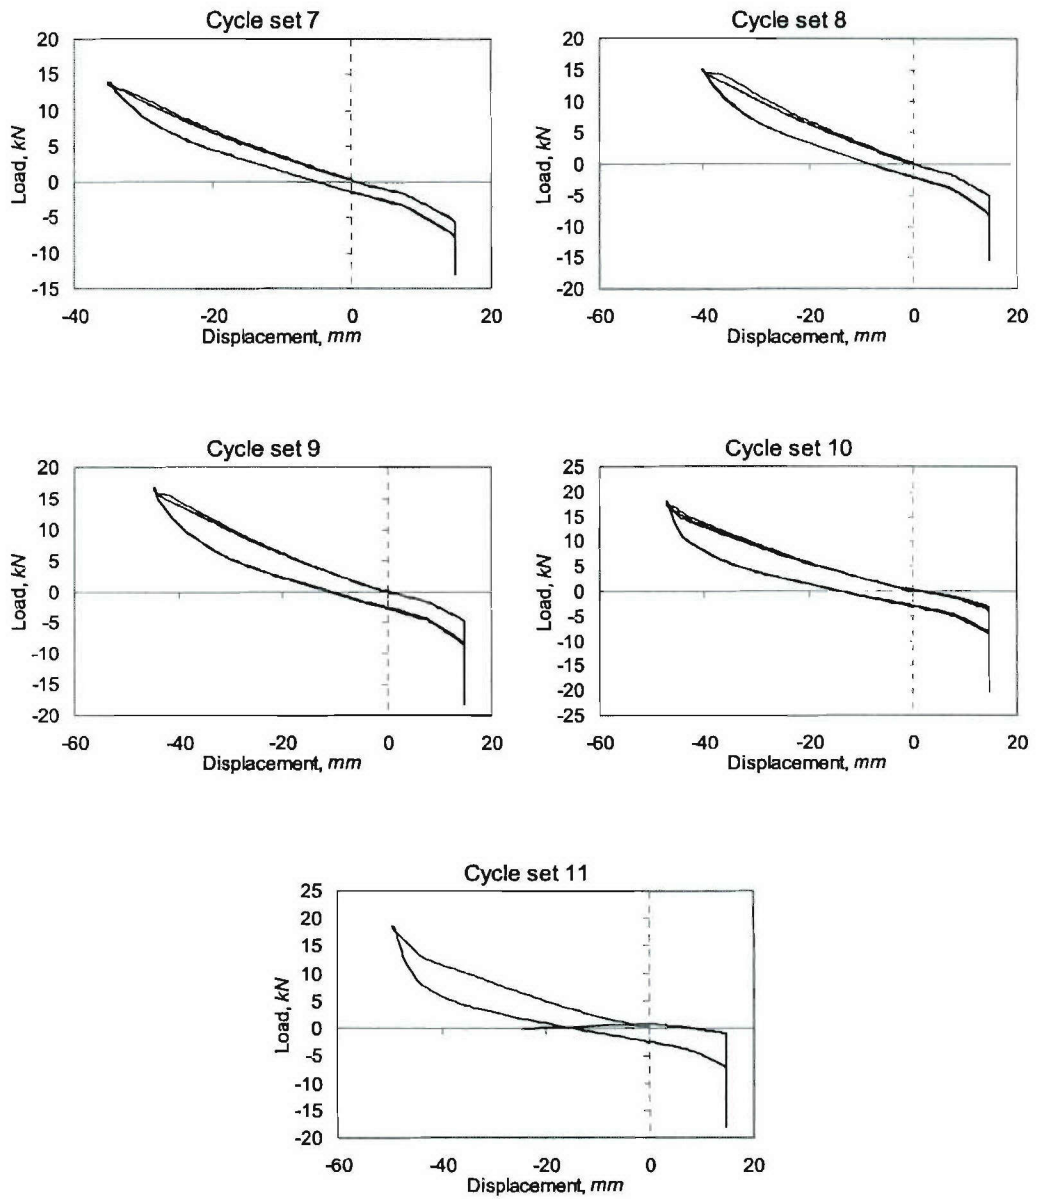 Cycle set 7
20
15
10
5
0
-5
-10
-15
Load, kN
-40 -20 0 20
Displacement, mm
Cycle set 8
20
15
10
5
0
-5
-10
-15
-20
Load, kN
-60 -40 -20 0 20
Displacement, mm
Cycle set 9
20
15
10
5
0
-5
-10
-15
-20
Load, kN
-60 -40 -20 0 20
Displacement, mm
Cycle set 10
25
20
15
10
5
0
-5
-10
-15
-20
-25
Load, kN
-60 -40 -20 0 20
Displacement, mm
Cycle set 11
25
20
15
10
5
0
-5
-10
-15
-20
Load, kN
-60 -40 -20 0 20
Displacement, mm